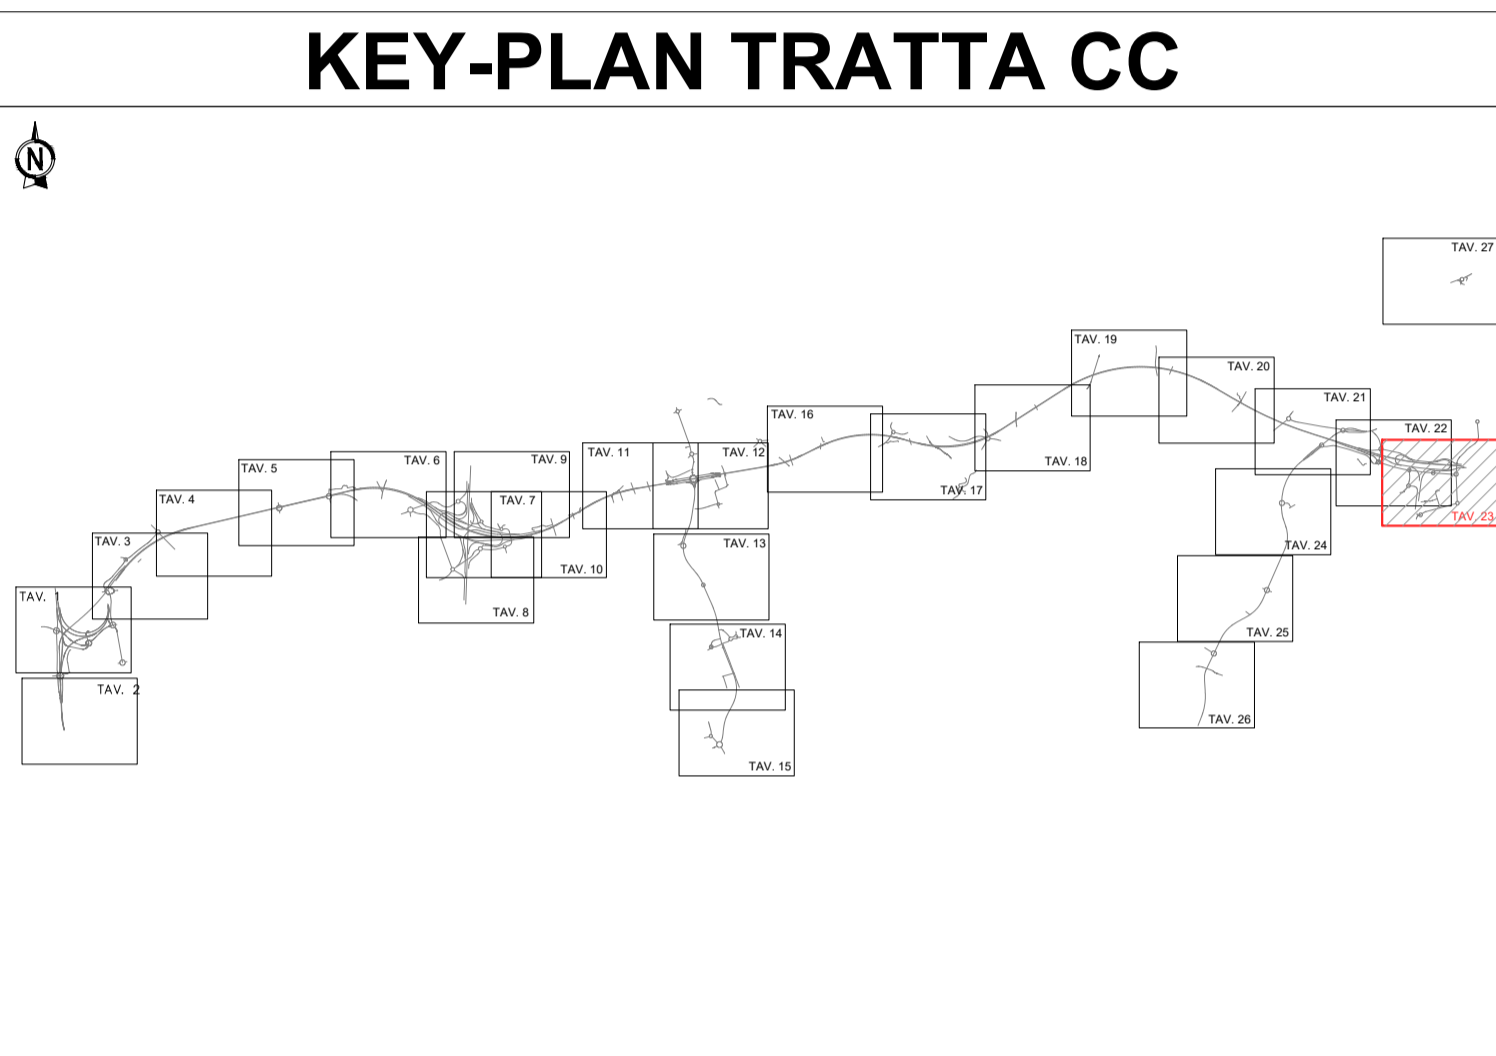 KEY-PLAN TRATTA CC
N
TAV. 27
TAV. 19
TAV. 20
TAV. 21
TAV. 16
TAV. 22
TAV. 11
TAV. 12
TAV. 6
TAV. 9
TAV. 5
TAV. 18
TAV. 17
TAV. 4
TAV. 7
TAV. 23
TAV. 3
TAV. 13
TAV. 24
TAV. 10
TAV. 1
TAV. 8
TAV. 14
TAV. 25
TAV. 2
TAV. 26
TAV. 15